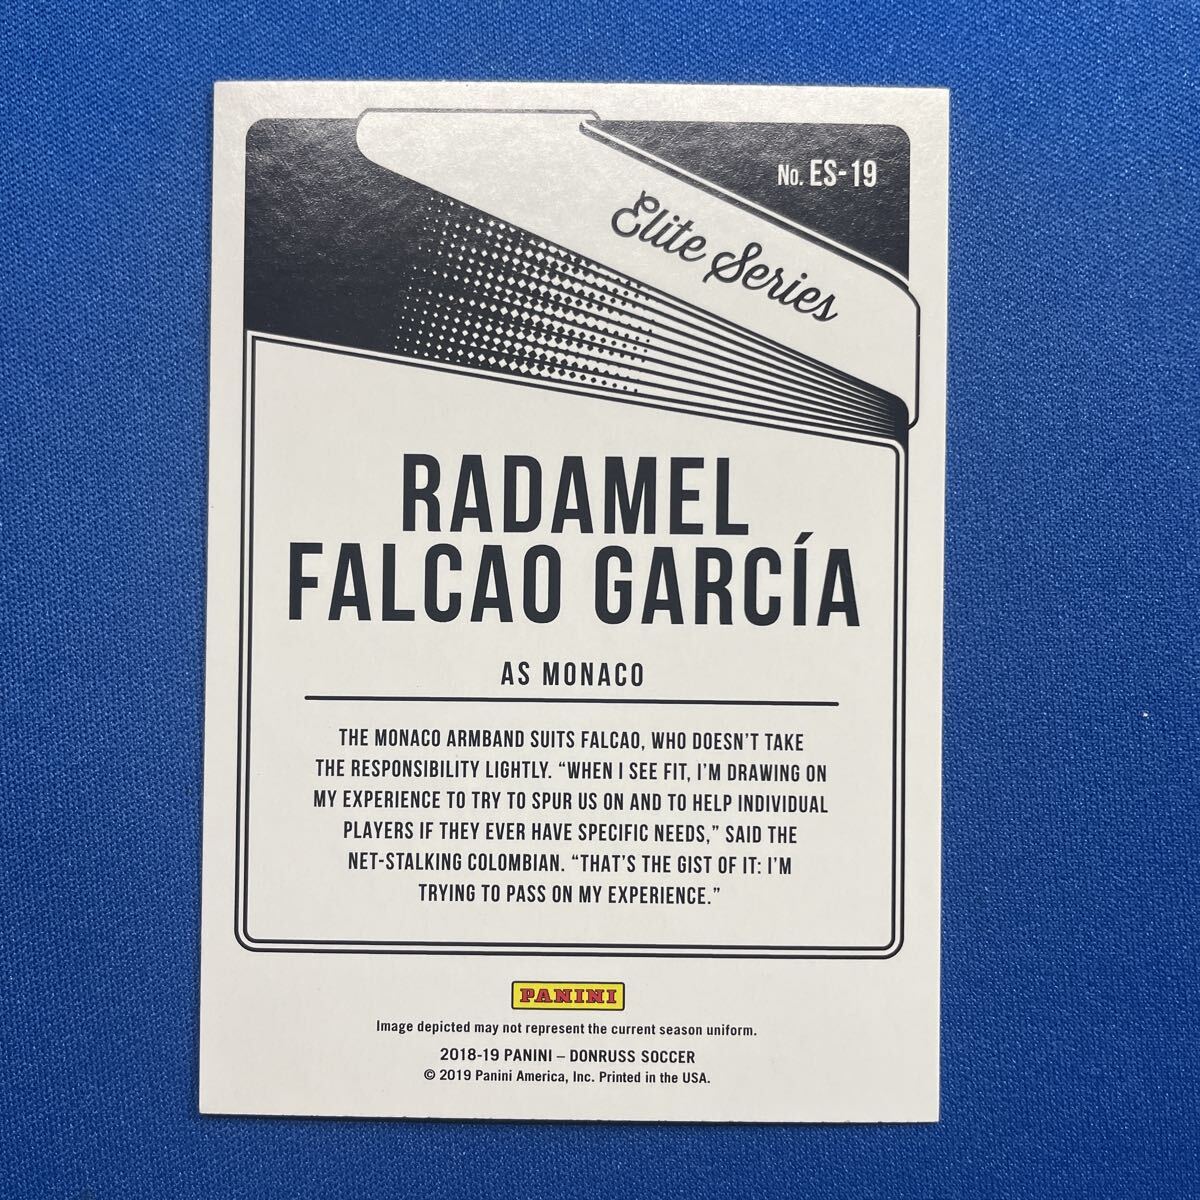 No. ES-19
Elite Series
RADAMEL
FALCAO GARCÍA
AS MONACO
THE MONACO ARMBAND SUITS FALCAO, WHO DOESN'T TAKE
THE RESPONSIBILITY LIGHTLY. “WHEN I SEE FIT, I'M DRAWING ON
MY EXPERIENCE TO TRY TO SPUR US ON AND TO HELP INDIVIDUAL
PLAYERS IF THEY EVER HAVE SPECIFIC NEEDS,” SAID THE
NET-STALKING COLOMBIAN. “THAT'S THE GIST OF IT: I'M
TRYING TO PASS ON MY EXPERIENCE.”
PANINI
Image depicted may not represent the current season uniform.
2018-19 PANINI – DONRUSS SOCCER
© 2019 Panini America, Inc. Printed in the USA.